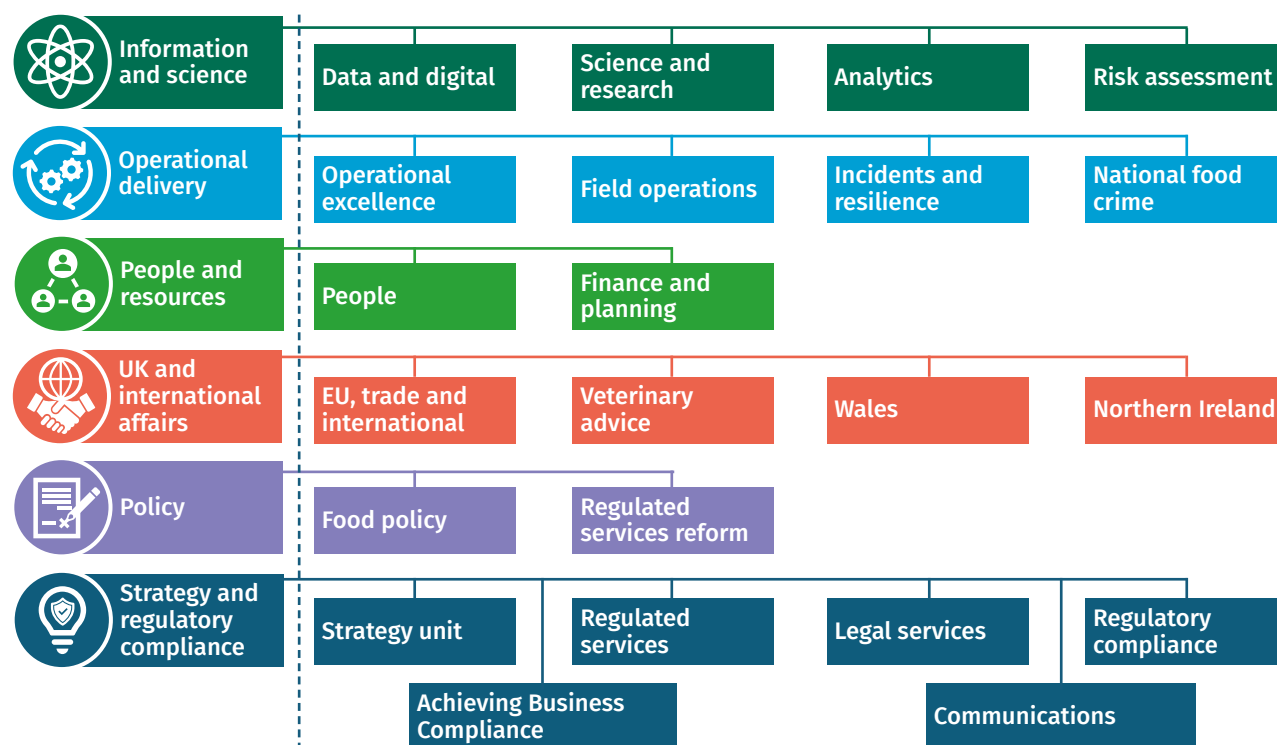 Information
and science
Data and digital
Science and
research
Analytics
Risk assessment
Operational
delivery
Operational
excellence
Field operations
Incidents and
resilience
National food
crime
People and
resources
People
Finance and
planning
UK and
international
affairs
EU, trade and
international
Veterinary
advice
Wales
Northern Ireland
Policy
Food policy
Regulated
services reform
Strategy and
regulatory
compliance
Strategy unit
Regulated
services
Legal services
Regulatory
compliance
Achieving Business
Compliance
Communications